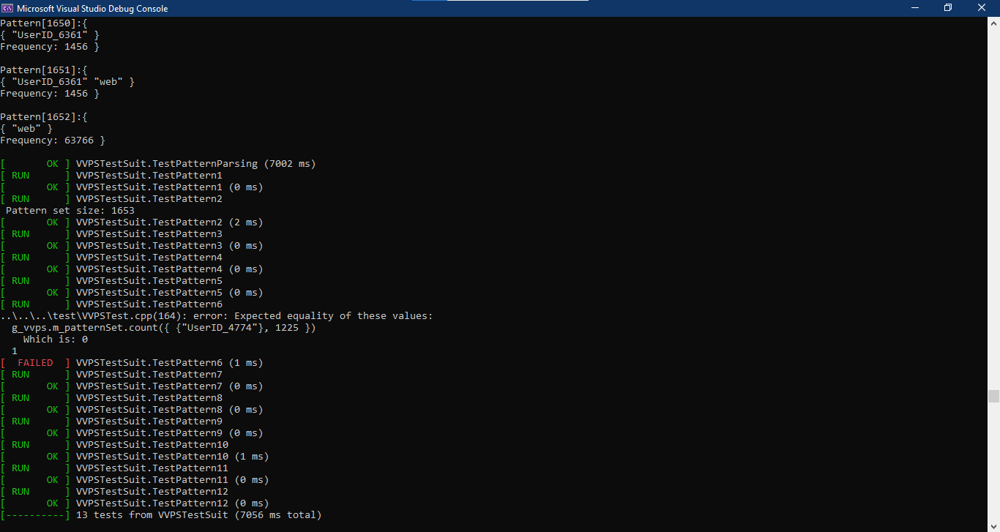 C:\ Microsoft Visual Studio Debug Console
Pattern[1650]:{
{ "UserID_6361" }
Frequency: 1456 }
Pattern[1651]:{
{ "UserID_6361" "web" }
Frequency: 1456 }
Pattern[1652]:{
{ "web" }
Frequency: 63766 }
[       OK ] VVPSTestSuit.TestPatternParsing (7002 ms)
[ RUN      ] VVPSTestSuit.TestPattern1
[       OK ] VVPSTestSuit.TestPattern1 (0 ms)
[ RUN      ] VVPSTestSuit.TestPattern2
 Pattern set size: 1653
[       OK ] VVPSTestSuit.TestPattern2 (2 ms)
[ RUN      ] VVPSTestSuit.TestPattern3
[       OK ] VVPSTestSuit.TestPattern3 (0 ms)
[ RUN      ] VVPSTestSuit.TestPattern4
[       OK ] VVPSTestSuit.TestPattern4 (0 ms)
[ RUN      ] VVPSTestSuit.TestPattern5
[       OK ] VVPSTestSuit.TestPattern5 (0 ms)
[ RUN      ] VVPSTestSuit.TestPattern6
..\..\..\test\VVPSTest.cpp(164): error: Expected equality of these values:
  g_vvps.m_patternSet.count({ {"UserID_4774"}, 1225 })
    Which is: 0
  1
[  FAILED  ] VVPSTestSuit.TestPattern6 (1 ms)
[ RUN      ] VVPSTestSuit.TestPattern7
[       OK ] VVPSTestSuit.TestPattern7 (0 ms)
[ RUN      ] VVPSTestSuit.TestPattern8
[       OK ] VVPSTestSuit.TestPattern8 (0 ms)
[ RUN      ] VVPSTestSuit.TestPattern9
[       OK ] VVPSTestSuit.TestPattern9 (0 ms)
[ RUN      ] VVPSTestSuit.TestPattern10
[       OK ] VVPSTestSuit.TestPattern10 (1 ms)
[ RUN      ] VVPSTestSuit.TestPattern11
[       OK ] VVPSTestSuit.TestPattern11 (0 ms)
[ RUN      ] VVPSTestSuit.TestPattern12
[       OK ] VVPSTestSuit.TestPattern12 (0 ms)
[----------] 13 tests from VVPSTestSuit (7056 ms total)